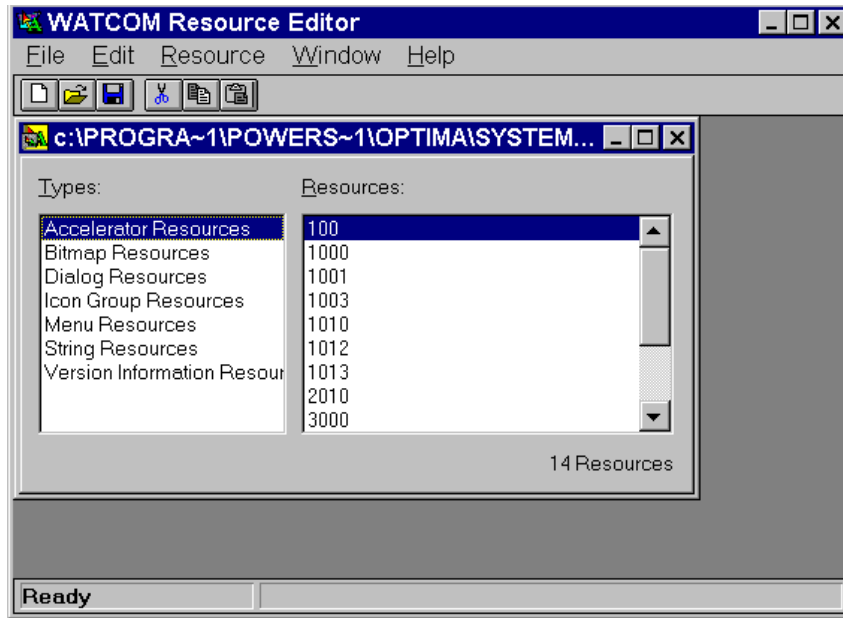 WATCOM Resource Editor
File Edit Resource Window Help
c:\PROGRA~1\POWERS~1\OPTIMA\SYSTEM...
Types: Resources:
Accelerator Resources
Bitmap Resources
Dialog Resources
Icon Group Resources
Menu Resources
String Resources
Version Information Resour
100
1000
1001
1003
1010
1012
1013
2010
3000
14 Resources
Ready